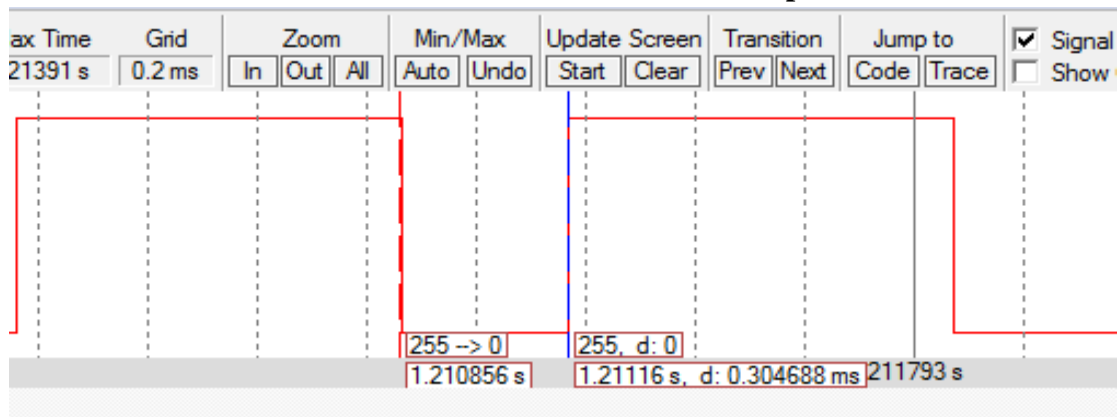 ax Time Grid Zoom Min/Max Update Screen Transition Jump to Signal
21391 s 0.2 ms In Out All Auto Undo Start Clear Prev Next Code Trace Show
255 --> 0 255, d: 0
1.210856 s 1.21116 s, d: 0.304688 ms 211793 s